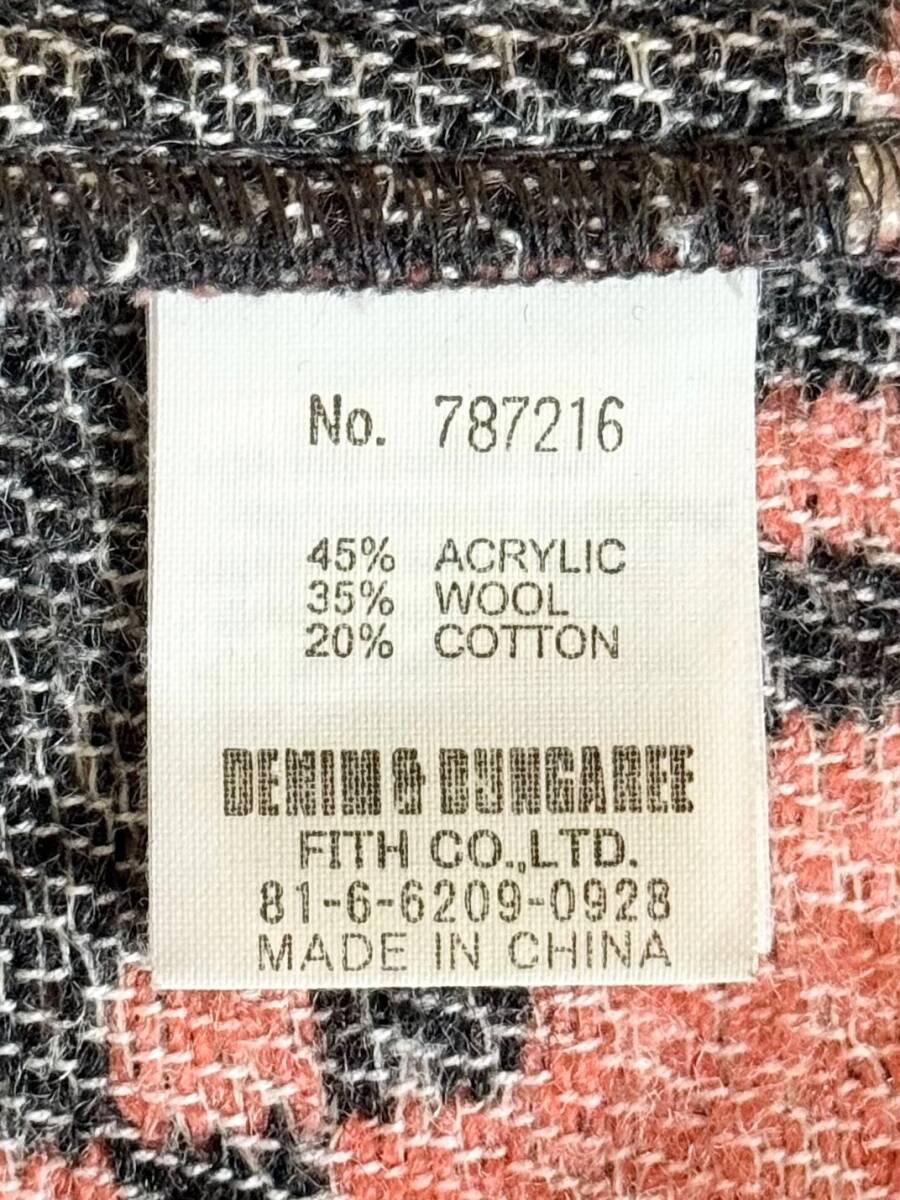 No. 787216
45% ACRYLIC
35% WOOL
20% COTTON
DENIM & DUNGAREE
FITH CO.,LTD.
81-6-6209-0928
MADE IN CHINA